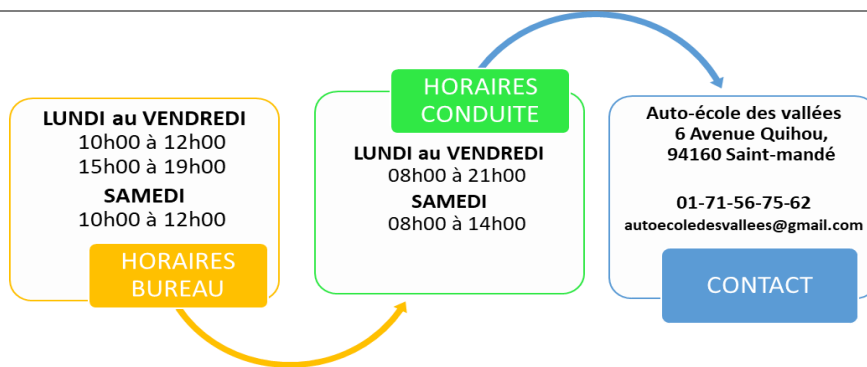 LUNDI au VENDREDI
10h00 à 12h00
15h00 à 19h00
SAMEDI
10h00 à 12h00
HORAIRES
BUREAU
HORAIRES
CONDUITE
LUNDI au VENDREDI
08h00 à 21h00
SAMEDI
08h00 à 14h00
Auto-école des vallées
6 Avenue Quihou,
94160 Saint-mandé
01-71-56-75-62
autoecoledesvallees@gmail.com
CONTACT